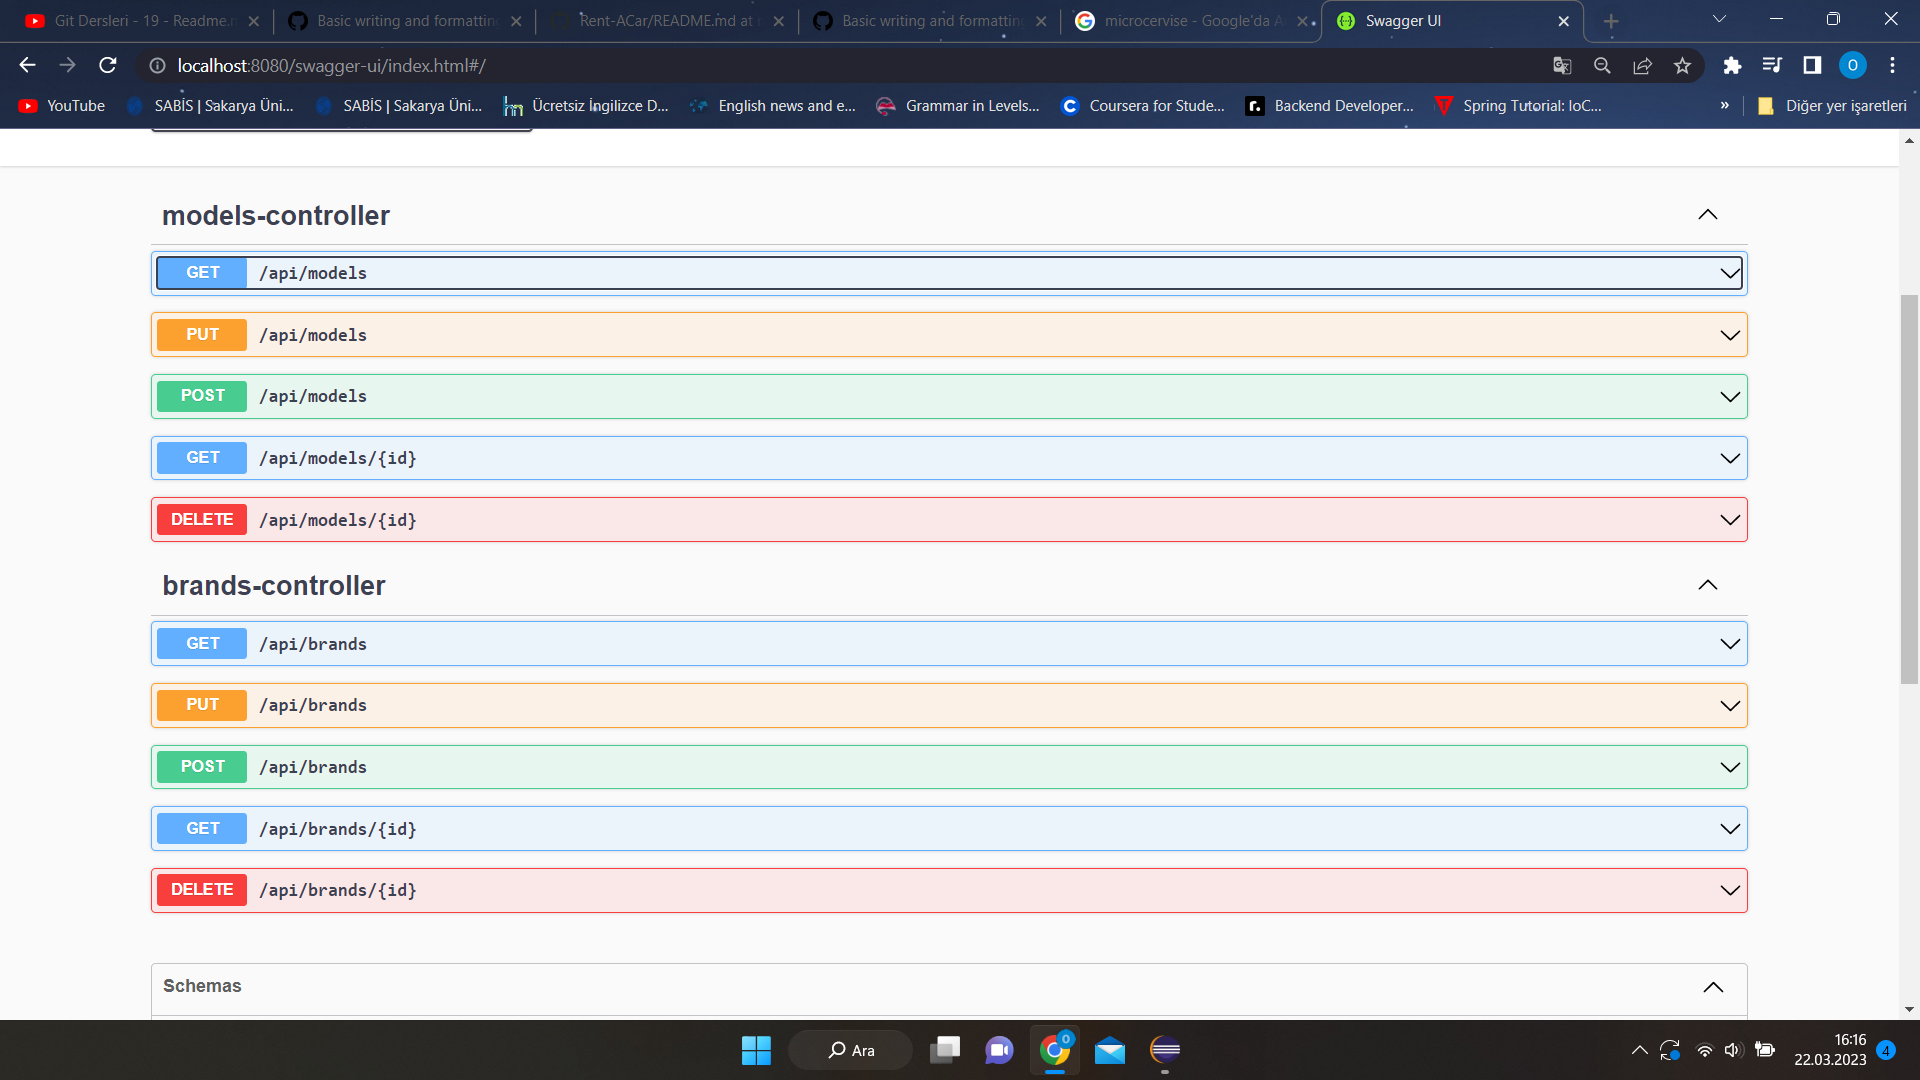 Git Dersleri - 19 - Readme.n
Basic writing and formatting
Rent-ACar/README.md at
Basic writing and formatting
microcervise - Google'da A
Swagger UI
localhost:8080/swagger-ui/index.html#/
O
YouTube
SABİS | Sakarya Üni...
SABİS | Sakarya Üni...
Ücretsiz İngilizce D...
English news and e...
Grammar in Levels...
Coursera for Stude...
Backend Developer...
Spring Tutorial: IoC...
»
Diğer yer işaretleri
models-controller
GET /api/models
PUT /api/models
POST /api/models
GET /api/models/{id}
DELETE /api/models/{id}
brands-controller
GET /api/brands
PUT /api/brands
POST /api/brands
GET /api/brands/{id}
DELETE /api/brands/{id}
Schemas
Ara
16:16
22.03.2023
4